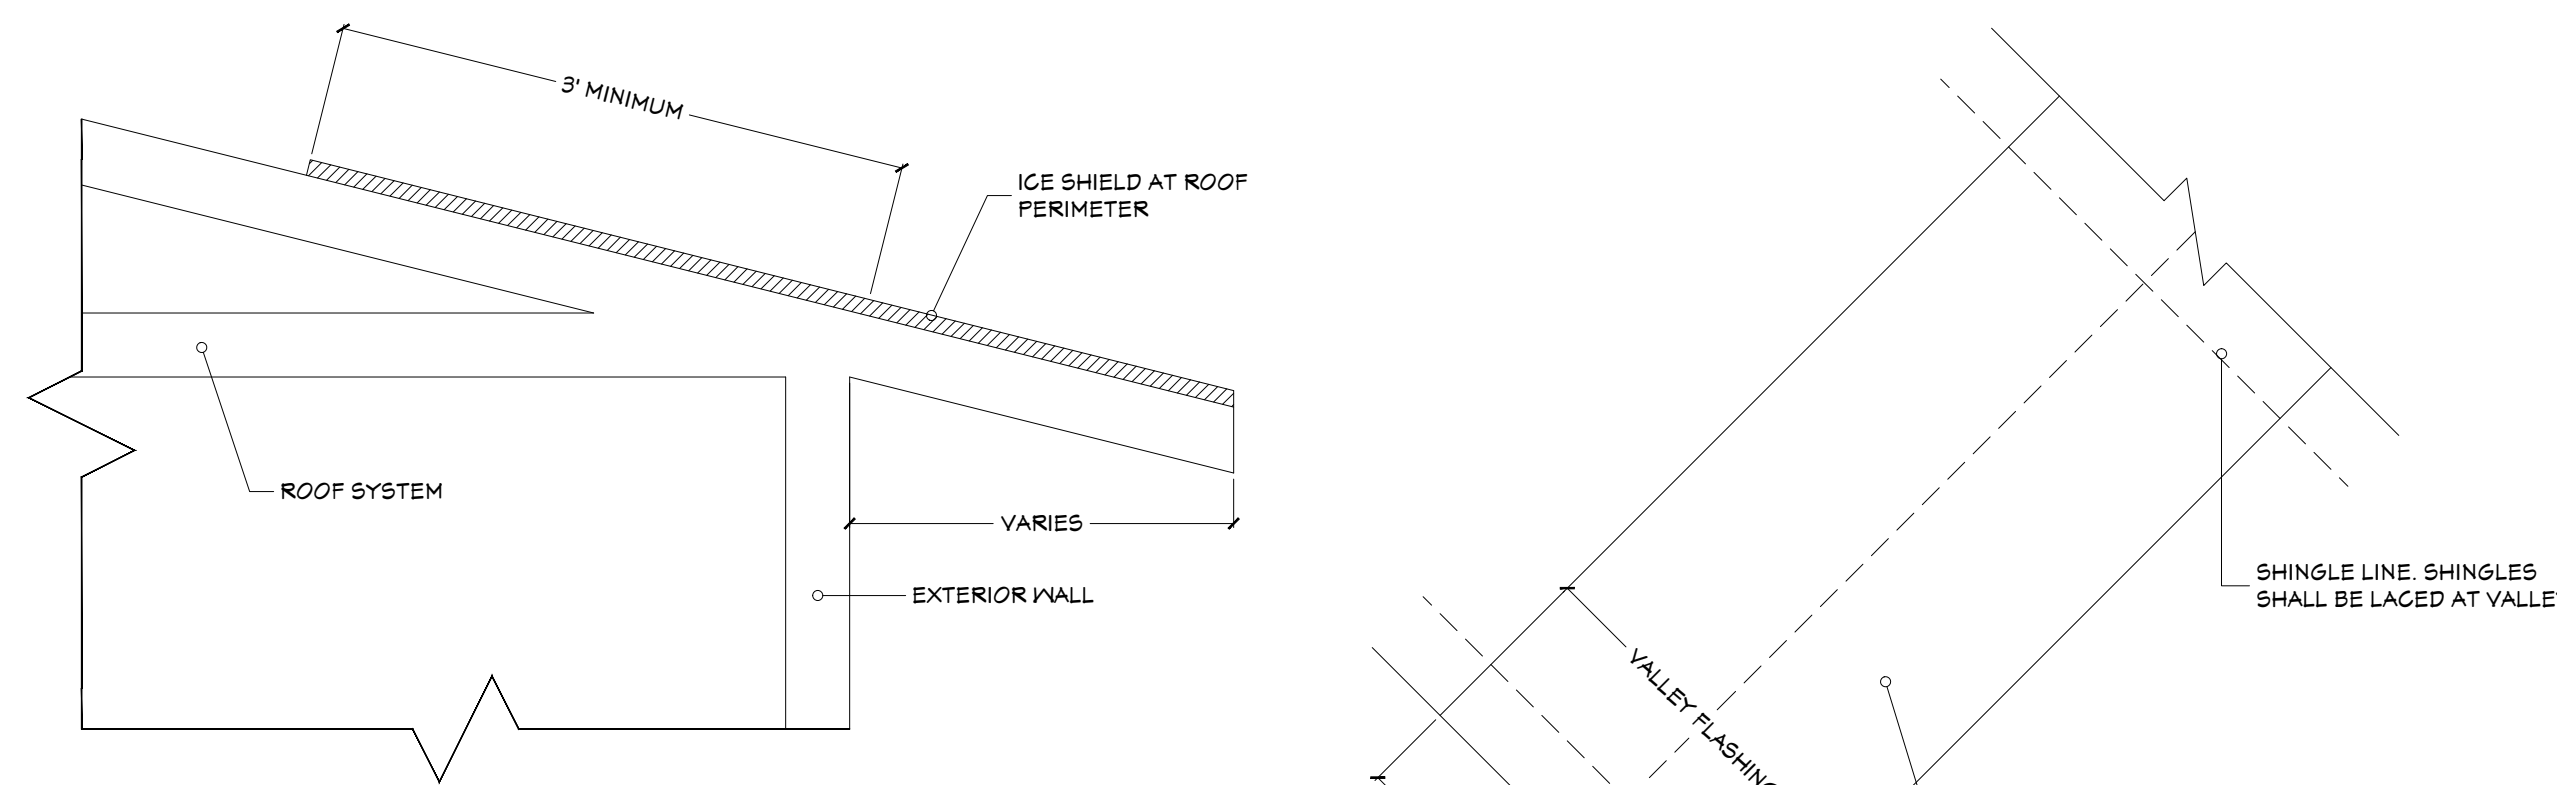 3' MINIMUM
ICE SHIELD AT ROOF
PERIMETER
ROOF SYSTEM
VARIES
EXTERIOR WALL
SHINGLE LINE. SHINGLES
SHALL BE LACED AT
VALLEY